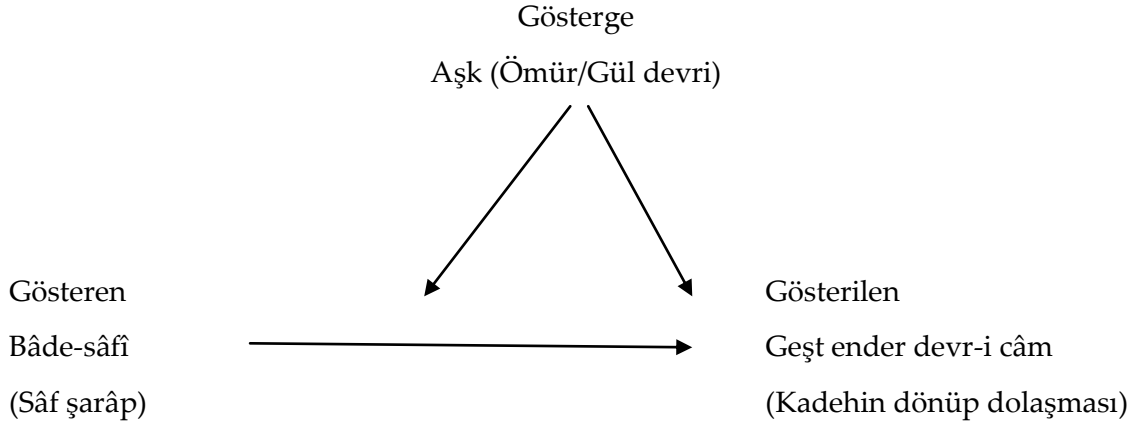 Gösterge
Aşk (Ömür/Gül devri)
Gösteren
Gösterilen
Bâde-sâfî
Geşt ender devr-i câm
(Sâf şarâp)
(Kadehin dönüp dolaşması)